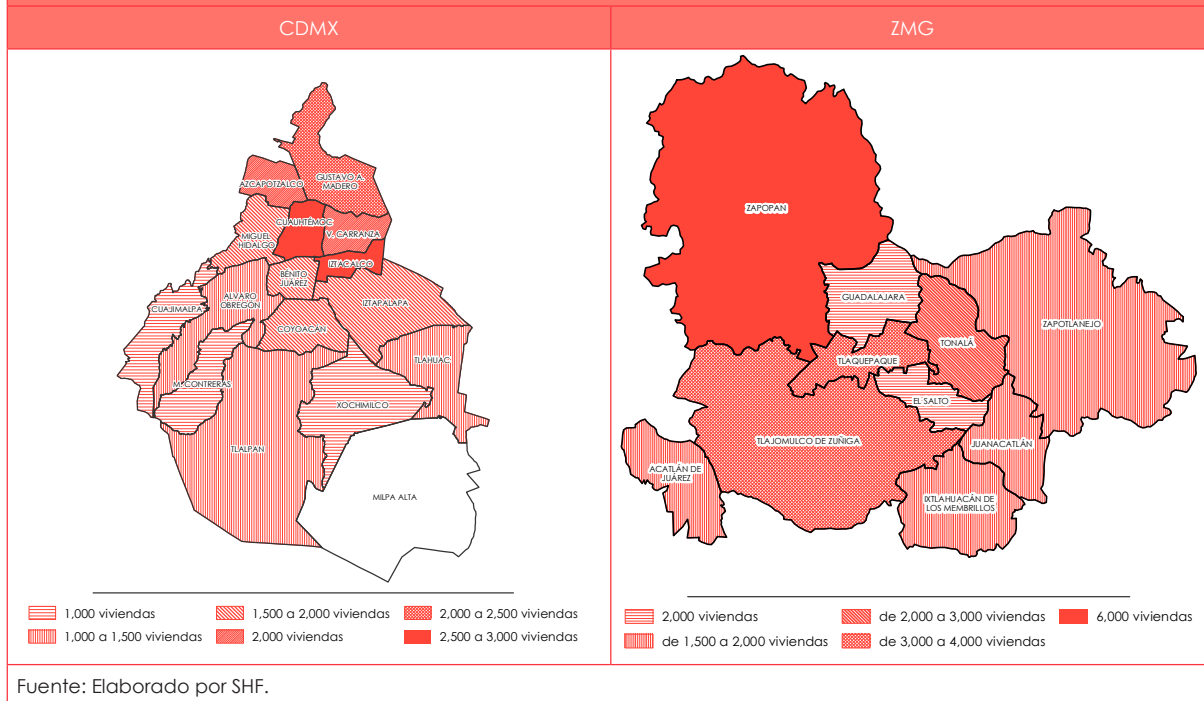 CDMX
ZMG
GUSTAVO A.
MADERO
AZCAPOTZALCO
CUAUHTÉMOC
V. CARRANZA
MIGUEL
HIDALGO
IZTACALCO
BENITO
JUÁREZ
ALVARO
OBREGÓN
CUAJIMALPA
IZTAPALAPA
COYOACÁN
TLAHUAC
M. CONTRERAS
XOCHIMILCO
TLALPAN
MILPA ALTA
1,000 viviendas
1,500 a 2,000 viviendas
2,000 a 2,500 viviendas
1,000 a 1,500 viviendas
2,000 viviendas
2,500 a 3,000 viviendas
ZAPOPAN
GUADALAJARA
ZAPOTLANEJO
TONALÁ
TLAQUEPAQUE
EL SALTO
TLAJOMULCO DE ZUÑIGA
JUANACATLÁN
ACATLÁN DE
JUÁREZ
IXTLAHUACÁN DE
LOS MEMBRILLOS
2,000 viviendas
de 2,000 a 3,000 viviendas
6,000 viviendas
de 1,500 a 2,000 viviendas
de 3,000 a 4,000 viviendas
Fuente: Elaborado por SHF.